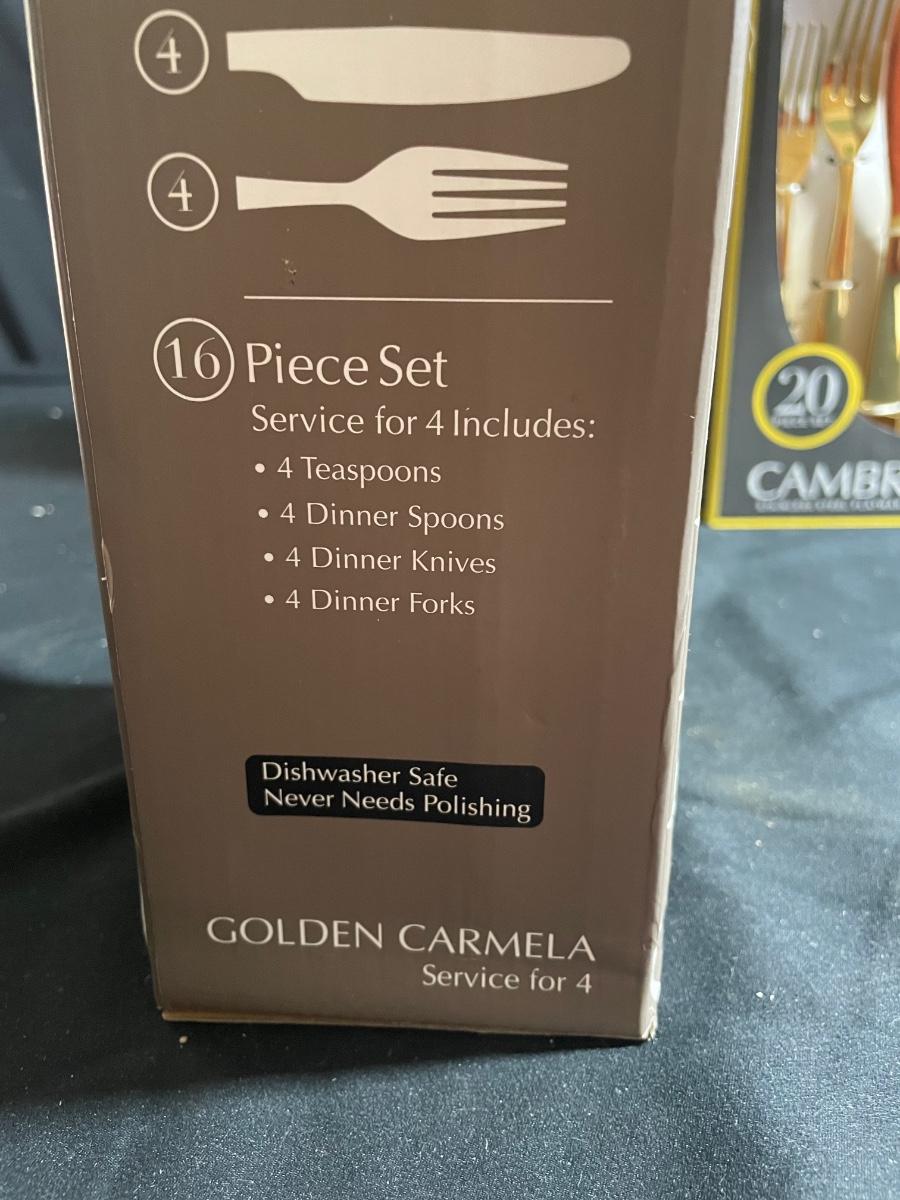 4
4
16 Piece Set
Service for 4 Includes:
• 4 Teaspoons
• 4 Dinner Spoons
• 4 Dinner Knives
• 4 Dinner Forks
Dishwasher Safe
Never Needs Polishing
GOLDEN CARMELA
Service for 4
20
CAMBR